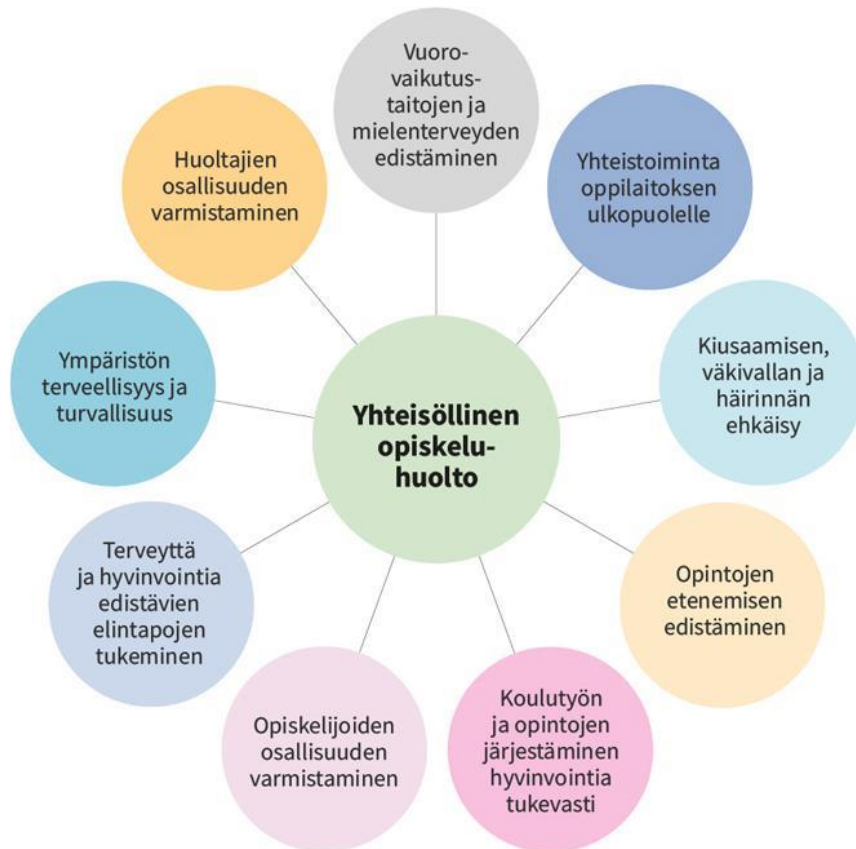 Vuoro-
vaikutus-
taitojen ja
mielenterveyden
edistäminen
Yhteistoiminta
oppilaitoksen
ulkopuolelle
Kiusaamisen,
väkivallan ja
häirinnän
ehkäisy
Opintojen
etenemisen
edistäminen
Koulutyön
ja opintojen
järjestäminen
hyvinvointia
tukevasti
Opiskelijoiden
osallisuuden
varmistaminen
Terveyttä
ja hyvinvointia
edistävien
elintapojen
tukeminen
Ympäristön
terveellisyys ja
turvallisuus
Huoltajien
osallisuuden
varmistaminen
Yhteisöllinen
opiskelu-
huolto